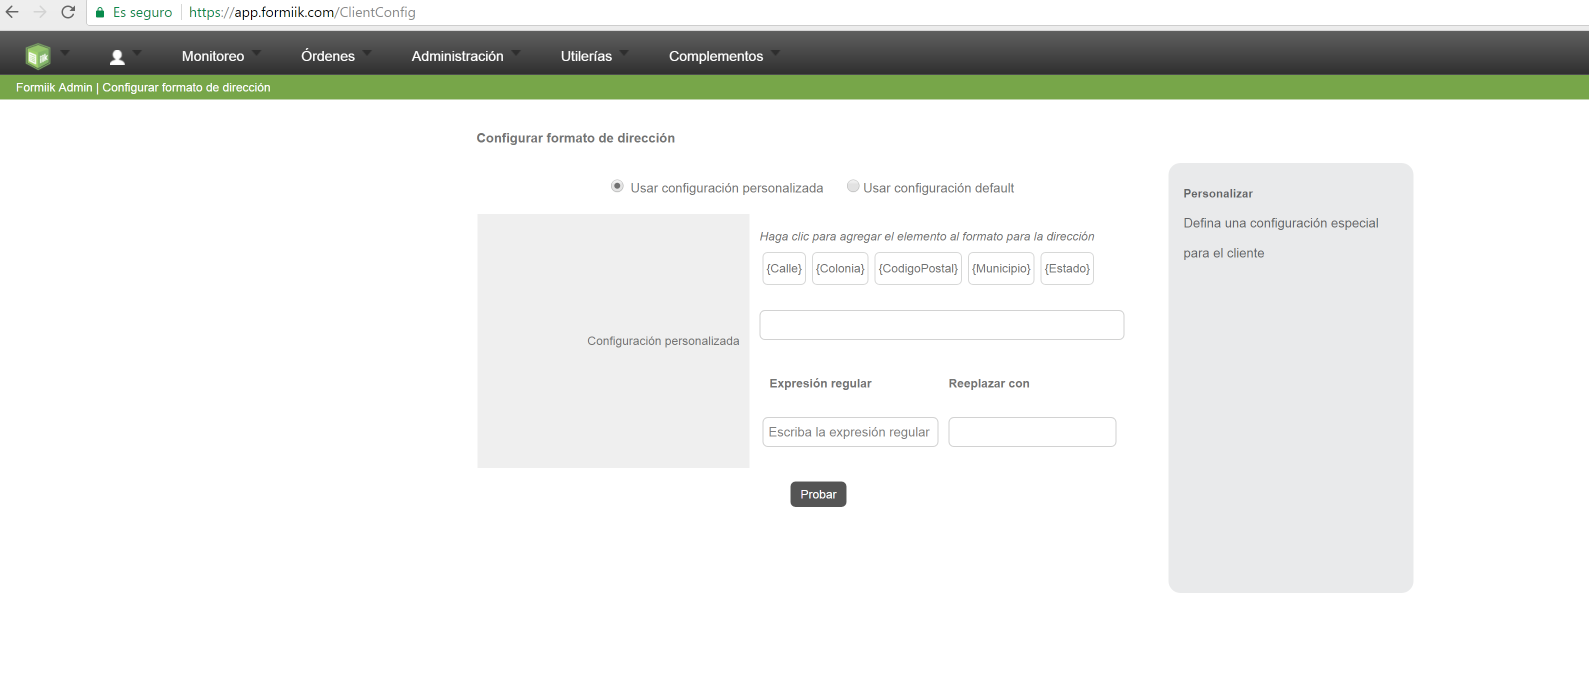 Es seguro https://app.formiik.com/ClientConfig
Monitoreo Órdenes Administración Utilerías Complementos
Formiik Admin | Configurar formato de dirección
Configurar formato de dirección
Usar configuración personalizada Usar configuración default
Configuración personalizada
Haga clic para agregar el elemento al formato para la dirección
{Calle} {Colonia} {CodigoPostal} {Municipio} {Estado}
Expresión regular Reeplazar con
Escriba la expresión regular
Probar
Personalizar
Defina una configuración especial
para el cliente